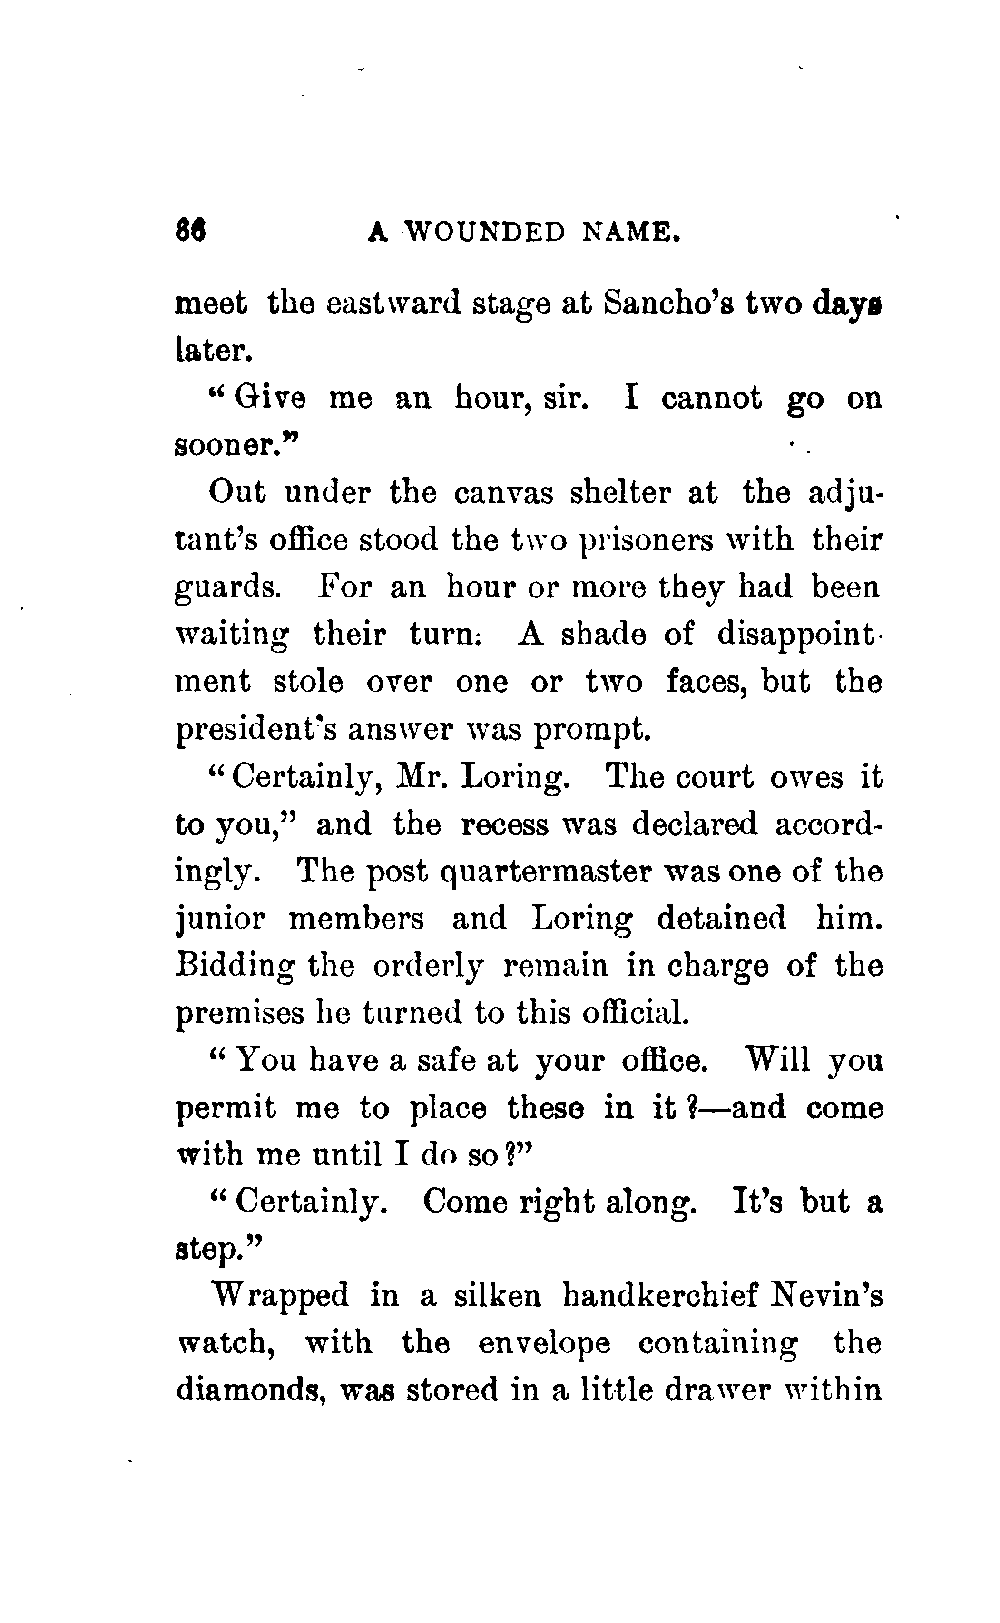 86 A WOUNDED NAME.
meet the eastward stage at Sancho's two days
later.
"Give me an hour, sir. I cannot go on
sooner."
Out under the canvas shelter at the adju-
tant's office stood the two prisoners with their
guards. For an hour or more they had been
waiting their turn. A shade of disappoint-
ment stole over one or two faces, but the
president's answer was prompt.
"Certainly, Mr. Loring. The court owes it
to you," and the recess was declared accord-
ingly. The post quartermaster was one of the
junior members and Loring detained him.
Bidding the orderly remain in charge of the
premises he turned to this official.
"You have a safe at your office. Will you
permit me to place these in it?—and come
with me until I do so?"
"Certainly. Come right along. It's but a
step."
Wrapped in a silken handkerchief Nevin's
watch, with the envelope containing the
diamonds, was stored in a little drawer within